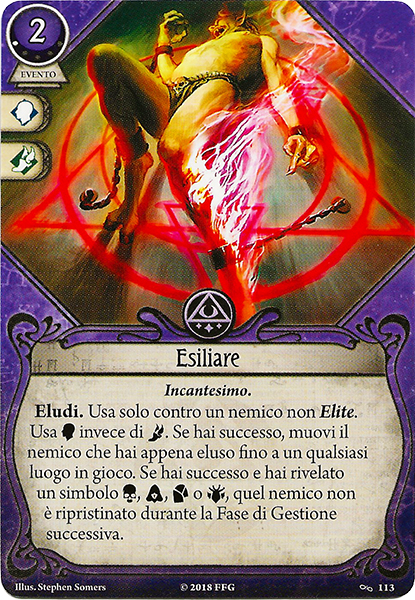 2
EVENTO
Esiliare
Incantesimo.
Eludi. Usa solo contro un nemico non Elite.
Usa invece di . Se hai successo, muovi il
nemico che hai appena eluso fino a un qualsiasi
luogo in gioco. Se hai successo e hai rivelato
un simbolo , , o , quel nemico non
è ripristinato durante la Fase di Gestione
successiva.
Illus. Stephen Somers © 2018 FFG 113